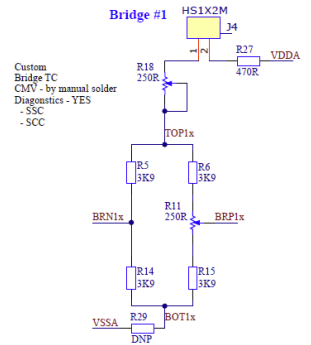 Bridge #1
HS1X2M
J4
1
2
R27
VDDA
470R
Custom
Bridge TC
CMV - by manual solder
Diagonstics - YES
- SSC
- SCC
R18
250R
TOP1x
R5
3K9
R6
3K9
R11
250R
BRN1x
BRP1x
R14
3K9
R15
3K9
R29
BOT1x
VSSA
DNP